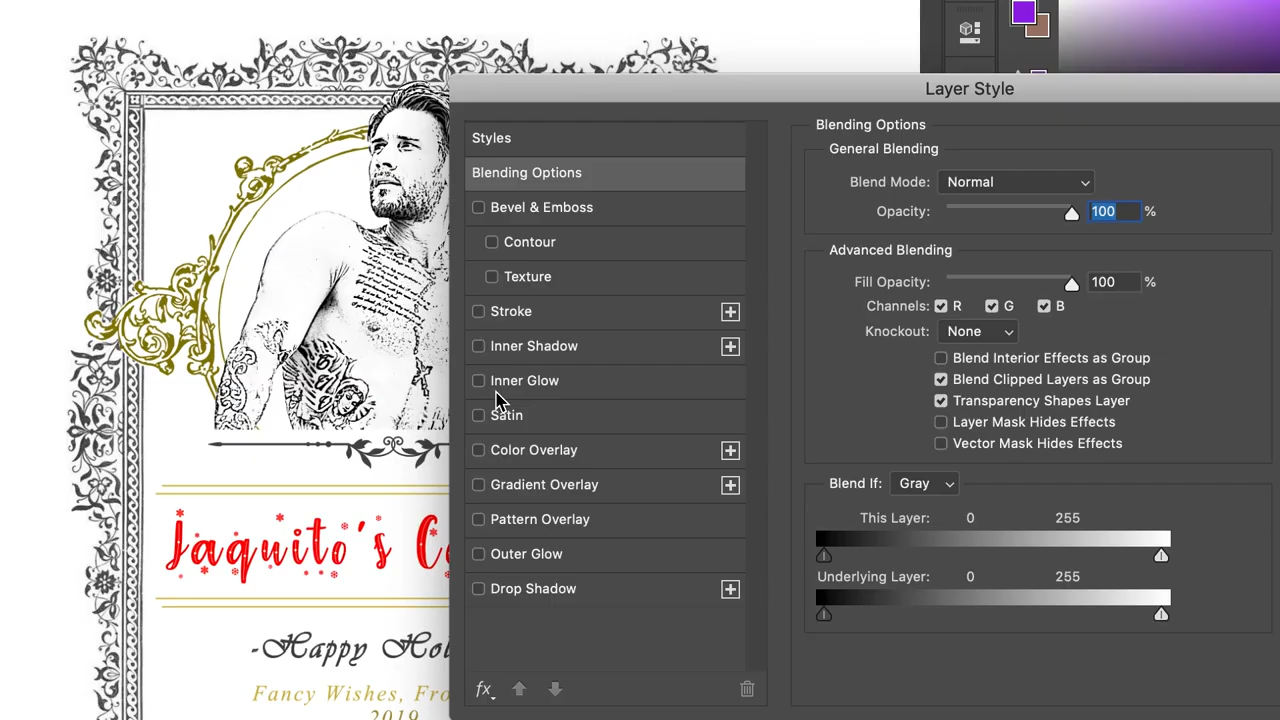 Layer Style
Styles
Blending Options
Bevel & Emboss
Contour
Texture
Stroke
Inner Shadow
Inner Glow
Satin
Color Overlay
Gradient Overlay
Pattern Overlay
Outer Glow
Drop Shadow
fx
Blending Options
General Blending
Blend Mode: Normal
Opacity: 100 %
Advanced Blending
Fill Opacity: 100 %
Channels: R G B
Knockout: None
Blend Interior Effects as Group
Blend Clipped Layers as Group
Transparency Shapes Layer
Layer Mask Hides Effects
Vector Mask Hides Effects
Blend If: Gray
This Layer: 0 255
Underlying Layer: 0 255
Jaquito's
-Happy
Fancy Wishes,
2019